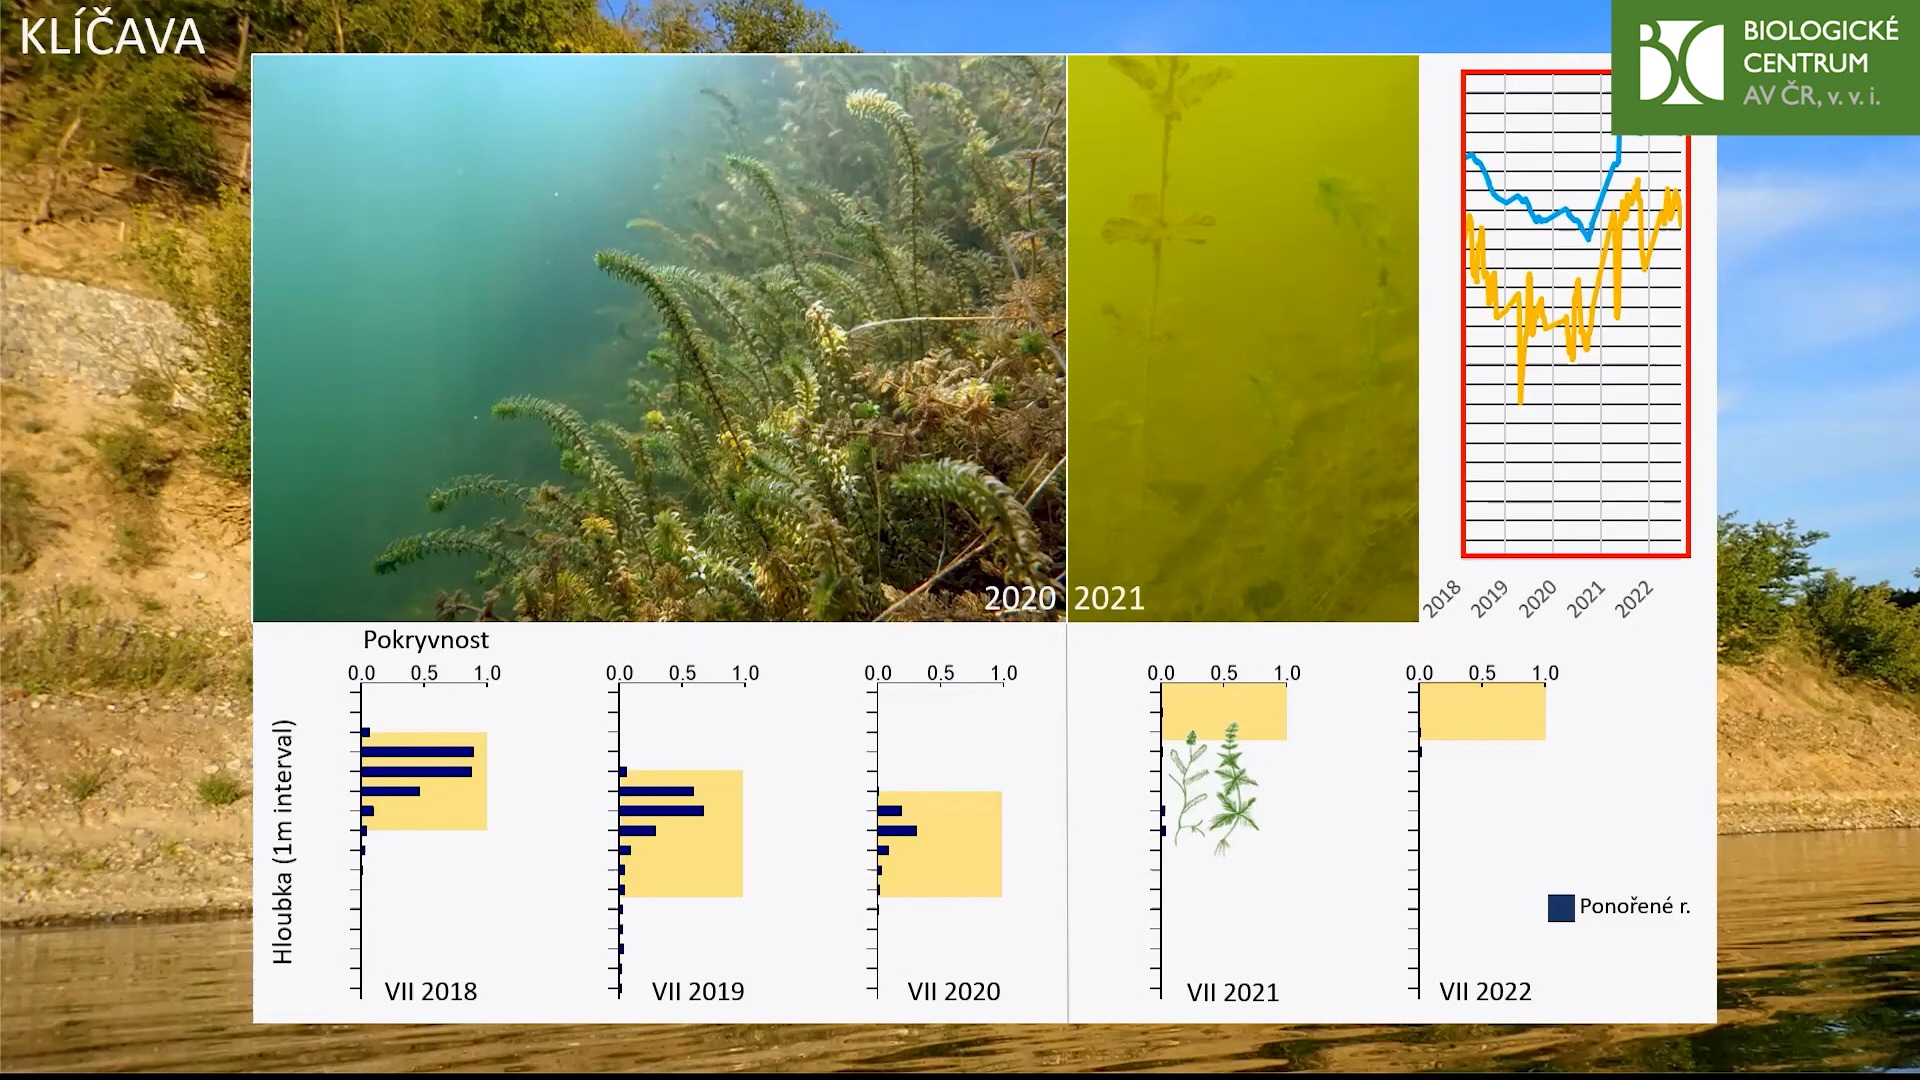 KLÍČAVA
BIOLOGICKÉ
CENTRUM
AV ČR, v. v. i.
2020
2021
2018
2019
2020
2021
2022
Pokryvnost
0.0 0.5 1.0
0.0 0.5 1.0
0.0 0.5 1.0
0.0 0.5 1.0
0.0 0.5 1.0
Hloubka (1m interval)
Ponořené r.
VII 2018
VII 2019
VII 2020
VII 2021
VII 2022